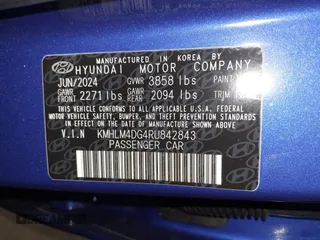 MANUFACTURED IN KOREA BY
HYUNDAI MOTOR COMPANY
JUN/2024 GVWR 3858 lbs PAINT
GAWR FRONT 2271 lbs GAWR REAR 2094 lbs TRIM
THIS VEHICLE CONFORMS TO ALL APPLICABLE U.S. FEDERAL
MOTOR VEHICLE SAFETY, BUMPER, AND THEFT PREVENTION
STANDARDS IN EFFECT ON THE DATE OF MANUFACTURE
SHOWN ABOVE.
V.I.N KMHLM4DG4RU842843
PASSENGER CAR